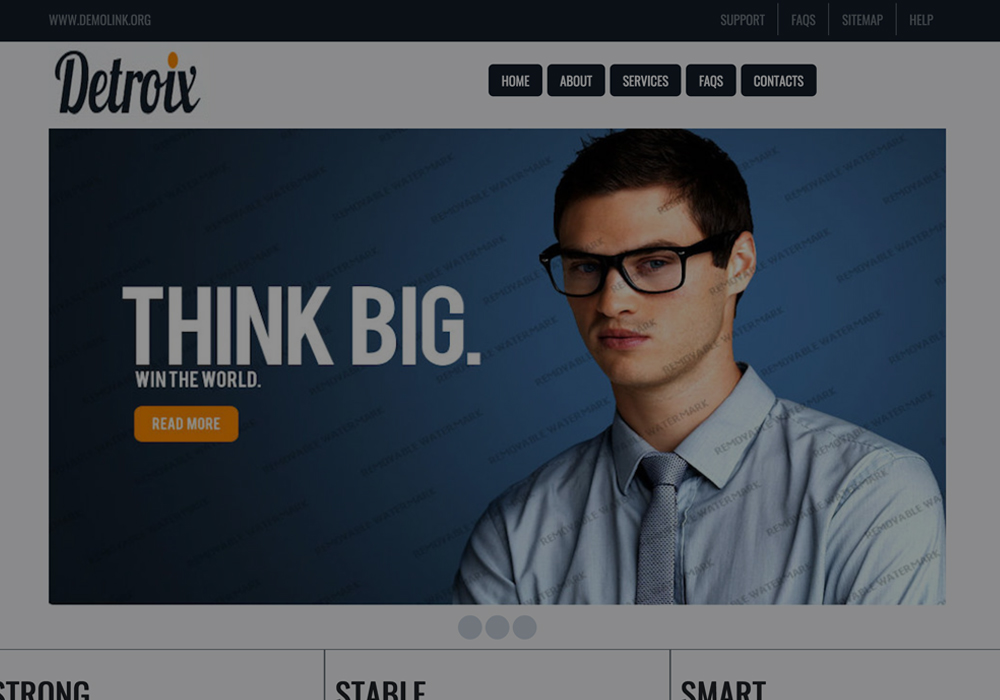 WWW.DEMOLINK.ORG
SUPPORT
FAQS
SITEMAP
HELP
Detroix
HOME
ABOUT
SERVICES
FAQS
CONTACTS
THINK BIG.
WIN THE WORLD.
READ MORE
REMOVABLE WATERMARK
STRONG
STABLE
SMART